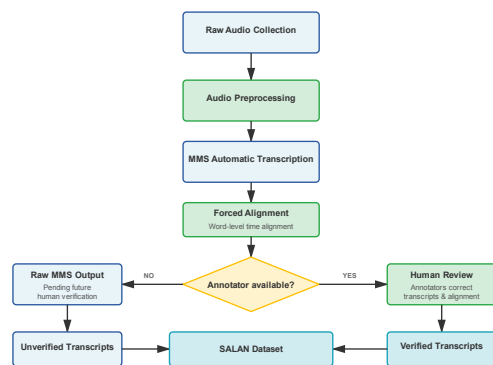 Raw Audio Collection
Audio Preprocessing
MMS Automatic Transcription
Forced Alignment
Word-level time alignment
Annotator available?
NO
YES
Raw MMS Output
Pending future
human verification
Human Review
Annotators correct
transcripts & alignment
Unverified Transcripts
SALAN Dataset
Verified Transcripts